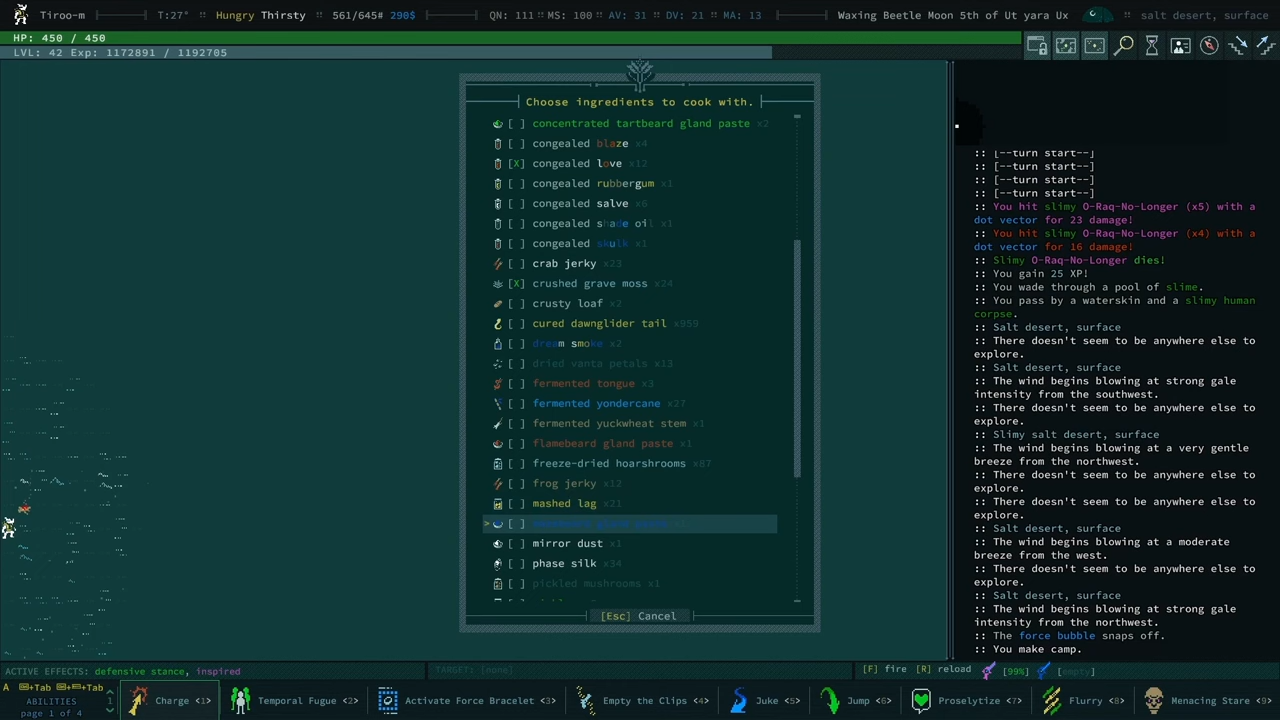 Tiroo-m T:27° :: Hungry Thirsty 561/645# 290$ QN: 111 :: MS: 100 AV: 31 DV: 21 MA: 13 Waxing Beetle Moon 5th of Ut yara Ux :: salt desert, surface
HP: 450 / 450
LVL: 42 Exp: 1172891 / 1192705
Choose ingredients to cook with.
[ ] concentrated tartbeard gland paste x2
[ ] congealed blaze x4
[X] congealed love x12
[ ] congealed rubbergum x1
[ ] congealed salve x6
[ ] congealed shade oil x1
[ ] congealed skulk x1
[ ] crab jerky x23
[X] crushed grave moss x24
[ ] crusty loaf x2
[ ] cured dawnglider tail x959
[ ] dream smoke x2
[ ] dried vanta petals x13
[ ] fermented tongue x3
[ ] fermented yondercane x27
[ ] fermented yuckwheat stem x1
[ ] flamebeard gland paste x1
[ ] freeze-dried hoarshrooms x87
[ ] frog jerky x12
[ ] mashed lag x21
> [ ] gland paste
[ ] mirror dust x1
[ ] phase silk x34
[ ] pickled mushrooms x1
[Esc] Cancel
:: [--turn start--]
:: [--turn start--]
:: [--turn start--]
:: [--turn start--]
:: You hit slimy O-Raq-No-Longer (x5) with a
dot vector for 23 damage!
:: You hit slimy O-Raq-No-Longer (x4) with a
dot vector for 16 damage!
:: Slimy O-Raq-No-Longer dies!
:: You gain 25 XP!
:: You wade through a pool of slime.
:: You pass by a waterskin and a slimy human
corpse.
:: Salt desert, surface
:: There doesn't seem to be anywhere else to
explore.
:: Salt desert, surface
:: The wind begins blowing at strong gale
intensity from the southwest.
:: There doesn't seem to be anywhere else to
explore.
:: Slimy salt desert, surface
:: The wind begins blowing at a very gentle
breeze from the northwest.
:: There doesn't seem to be anywhere else to
explore.
:: There doesn't seem to be anywhere else to
explore.
:: Salt desert, surface
:: The wind begins blowing at a moderate
breeze from the west.
:: There doesn't seem to be anywhere else to
explore.
:: Salt desert, surface
:: The wind begins blowing at strong gale
intensity from the northwest.
:: The force bubble snaps off.
:: You make camp.
ACTIVE EFFECTS: defensive stance, inspired
TARGET: [none]
[F] fire [R] reload [99%] [empty]
A +Tab +Tab
ABILITIES 1
page 1 of 4
Charge <1>
Temporal Fugue <2>
Activate Force Bracelet <3>
Empty the Clips <4>
Juke <5>
Jump <6>
Proselytize <7>
Flurry <8>
Menacing Stare <9>